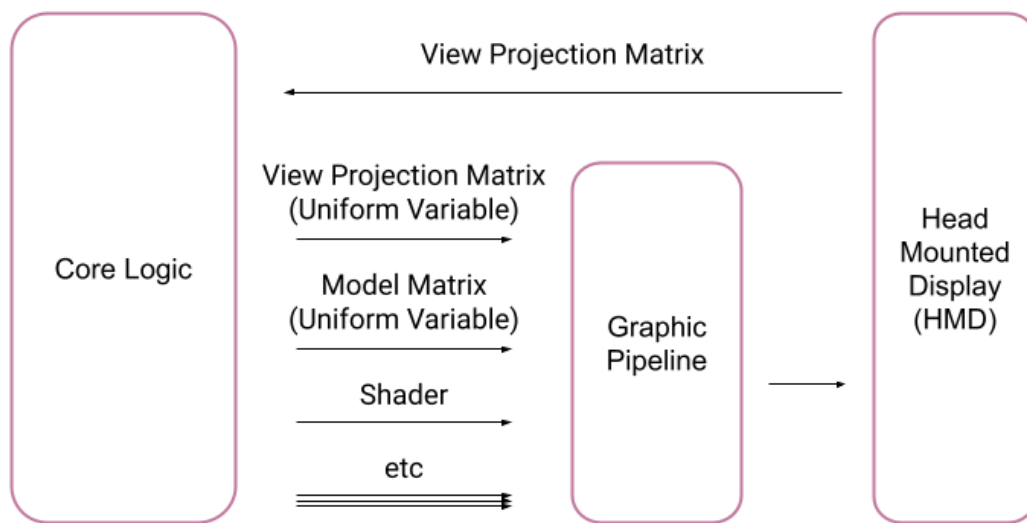 View Projection Matrix
Core Logic
View Projection Matrix
(Uniform Variable)
Model Matrix
(Uniform Variable)
Shader
etc
Graphic
Pipeline
Head
Mounted
Display
(HMD)